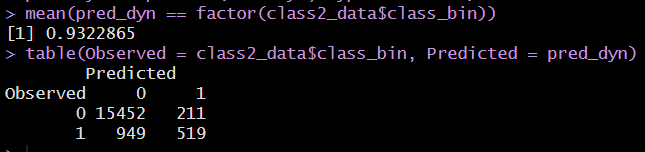 > mean(pred_dyn == factor(class2_data$class_bin))
[1] 0.9322865
> table(Observed = class2_data$class_bin, Predicted = pred_dyn)
        Predicted
Observed     0     1
       0 15452   211
       1   949   519